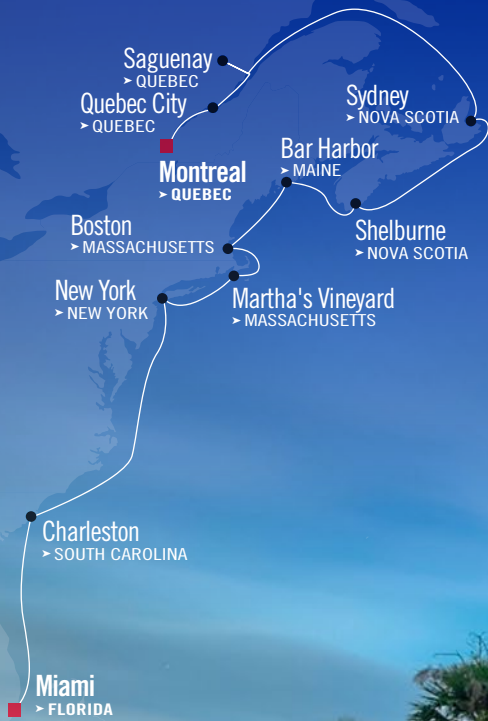 Saguenay
➤ QUEBEC
Quebec City
➤ QUEBEC
Montreal
➤ QUEBEC
Sydney
➤ NOVA SCOTIA
Bar Harbor
➤ MAINE
Shelburne
➤ NOVA SCOTIA
Boston
➤ MASSACHUSETTS
Martha's Vineyard
➤ MASSACHUSETTS
New York
➤ NEW YORK
Charleston
➤ SOUTH CAROLINA
Miami
➤ FLORIDA